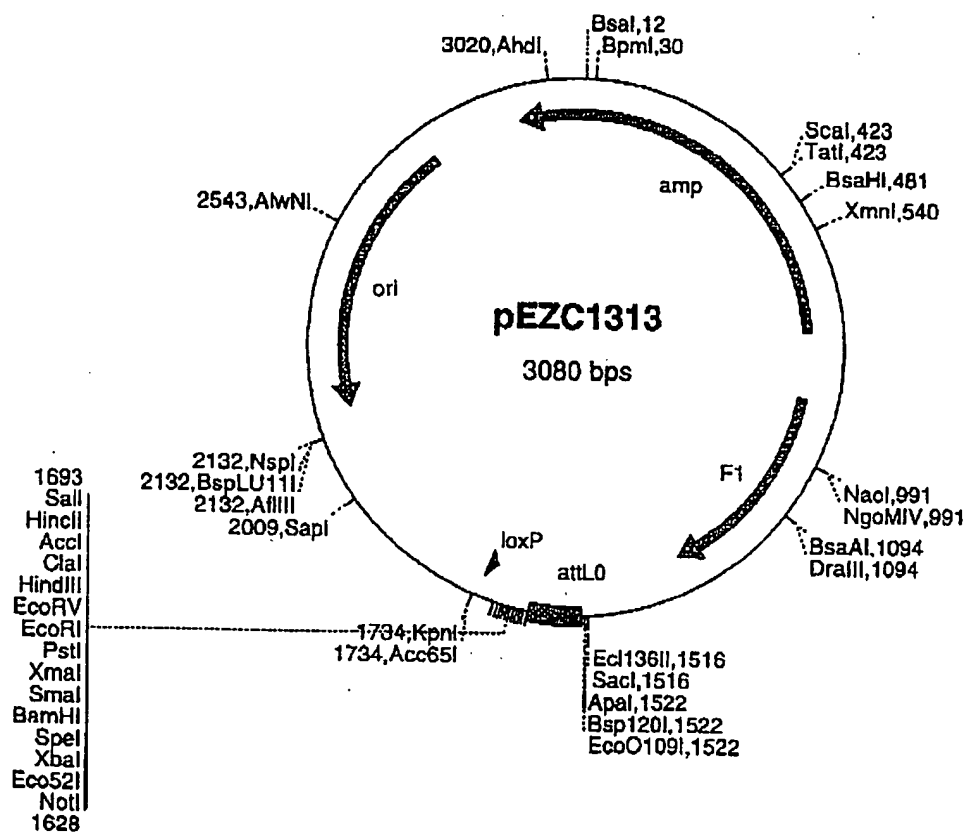 BsaI,12
3020,AhdI
BpmI,30
ScaI,423
TatI,423
BsaHI,481
amp
XmnI,540
2543,AlwNI
ori
pEZC1313
3080 bps
2132,NspI
2132,BspLU11I
2132,AflIII
2009,SapI
F1
NaoI,991
NgoMIV,991
BsaAI,1094
DraIII,1094
loxP
attL0
1734,KpnI
1734,Acc65I
Ecl136II,1516
SacI,1516
ApaI,1522
Bsp120I,1522
EcoO109I,1522
1693
SalI
HincII
AccI
ClaI
HindIII
EcoRV
EcoRI
PstI
XmaI
SmaI
BamHI
SpeI
XbaI
Eco52I
NotI
1628